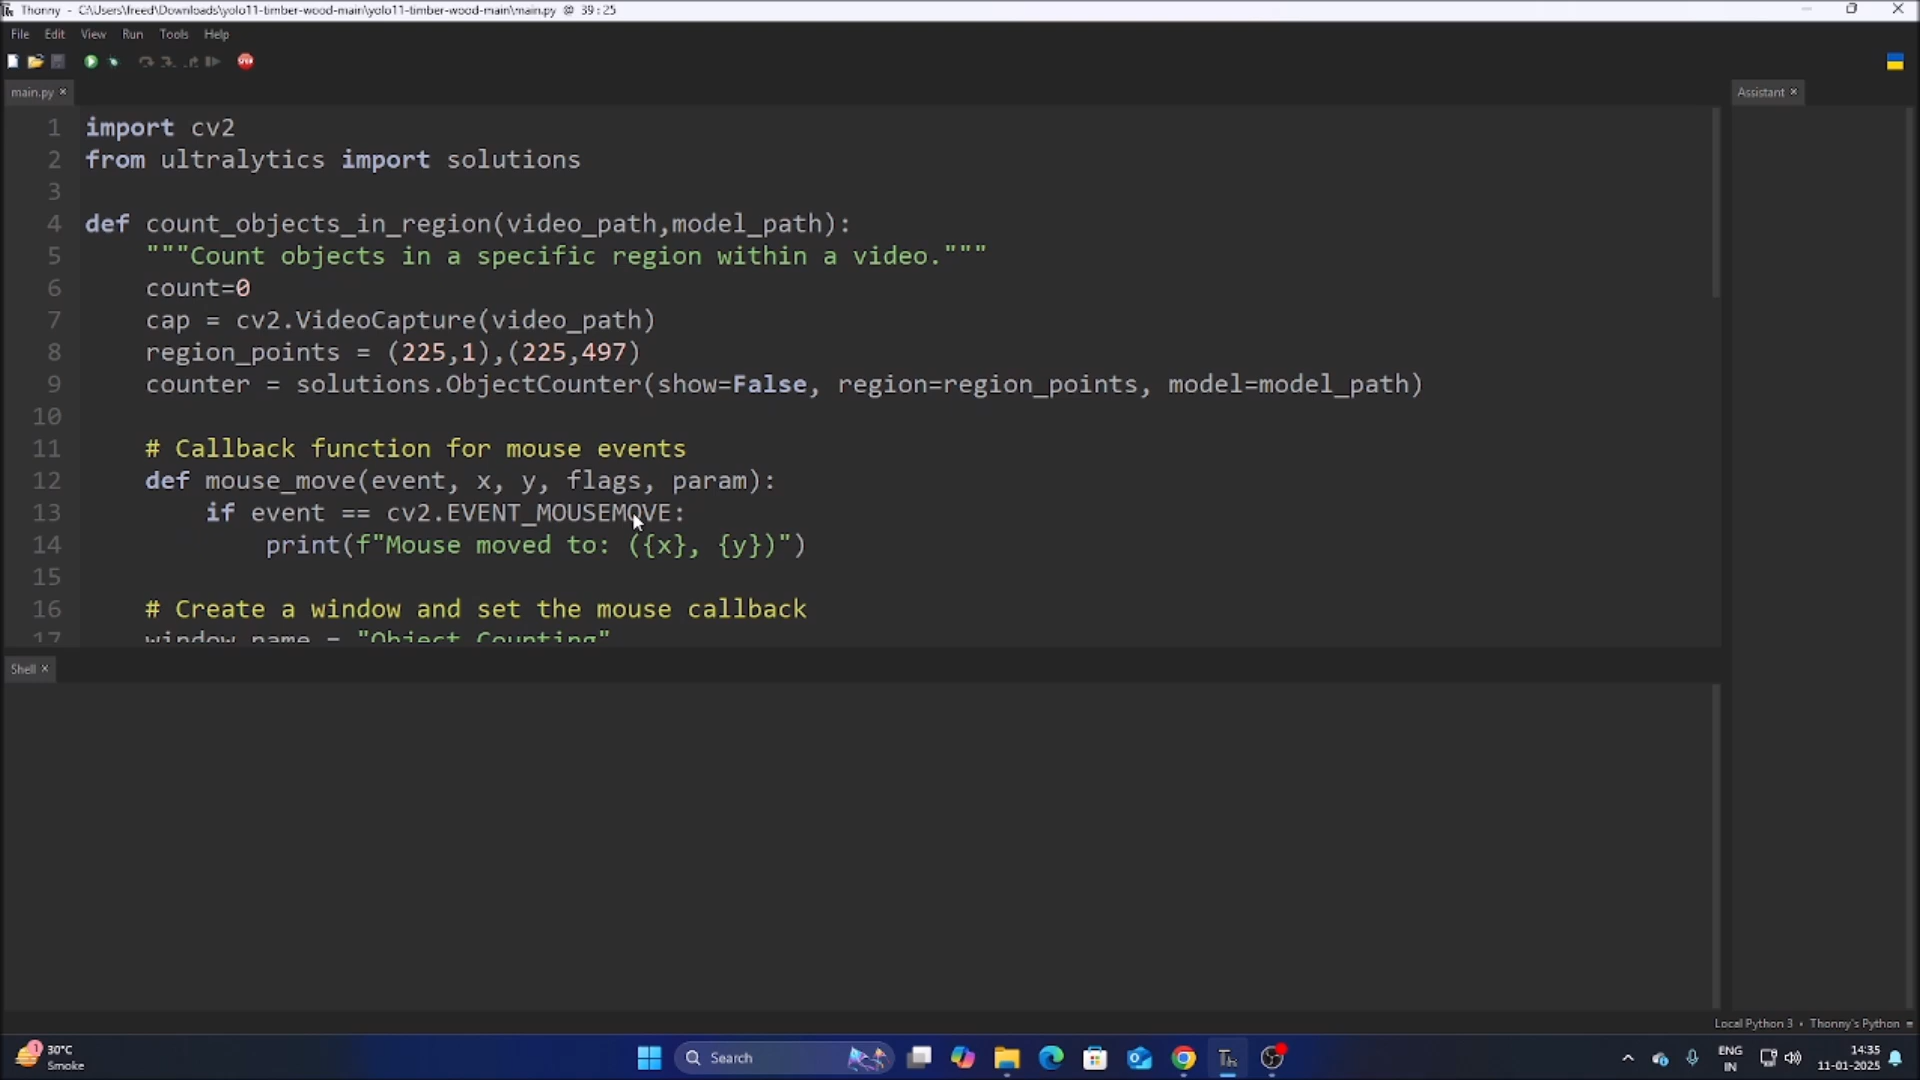 Thonny - C:\Users\freed\Downloads\yolo11-timber-wood-main\yolo11-timber-wood-main\main.py @ 39:25
File Edit View Run Tools Help
main.py ×
Assistant ×
1 import cv2
2 from ultralytics import solutions
3
4 def count_objects_in_region(video_path,model_path):
5 """Count objects in a specific region within a video."""
6 count=0
7 cap = cv2.VideoCapture(video_path)
8 region_points = (225,1),(225,497)
9 counter = solutions.ObjectCounter(show=False, region=region_points, model=model_path)
10
11 # Callback function for mouse events
12 def mouse_move(event, x, y, flags, param):
13 if event == cv2.EVENT_MOUSEMOVE:
14 print(f"Mouse moved to: ({x}, {y})")
15
16 # Create a window and set the mouse callback
17 window_name = "Object Counting"
Shell ×
Local Python 3 • Thonny's Python
1
30°C
Smoke
Search
ENG
IN
14:35
11-01-2025